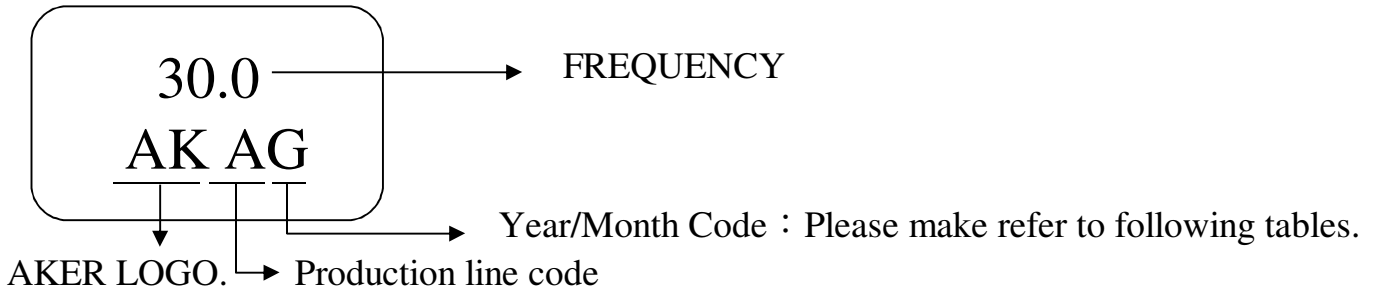 30.0 FREQUENCY
AK AG
Year/Month Code：Please make refer to following tables.
AKER LOGO. Production line code